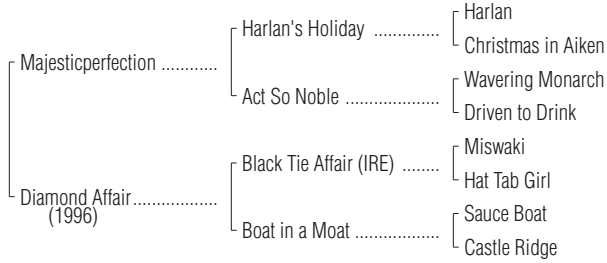 Harlan
Harlan's Holiday ..............
Christmas in Aiken
Majesticperfection ............
Wavering Monarch
Act So Noble ....................
Driven to Drink
Miswaki
Black Tie Affair (IRE) ........
Hat Tab Girl
Diamond Affair..................
(1996)
Sauce Boat
Boat in a Moat ..................
Castle Ridge